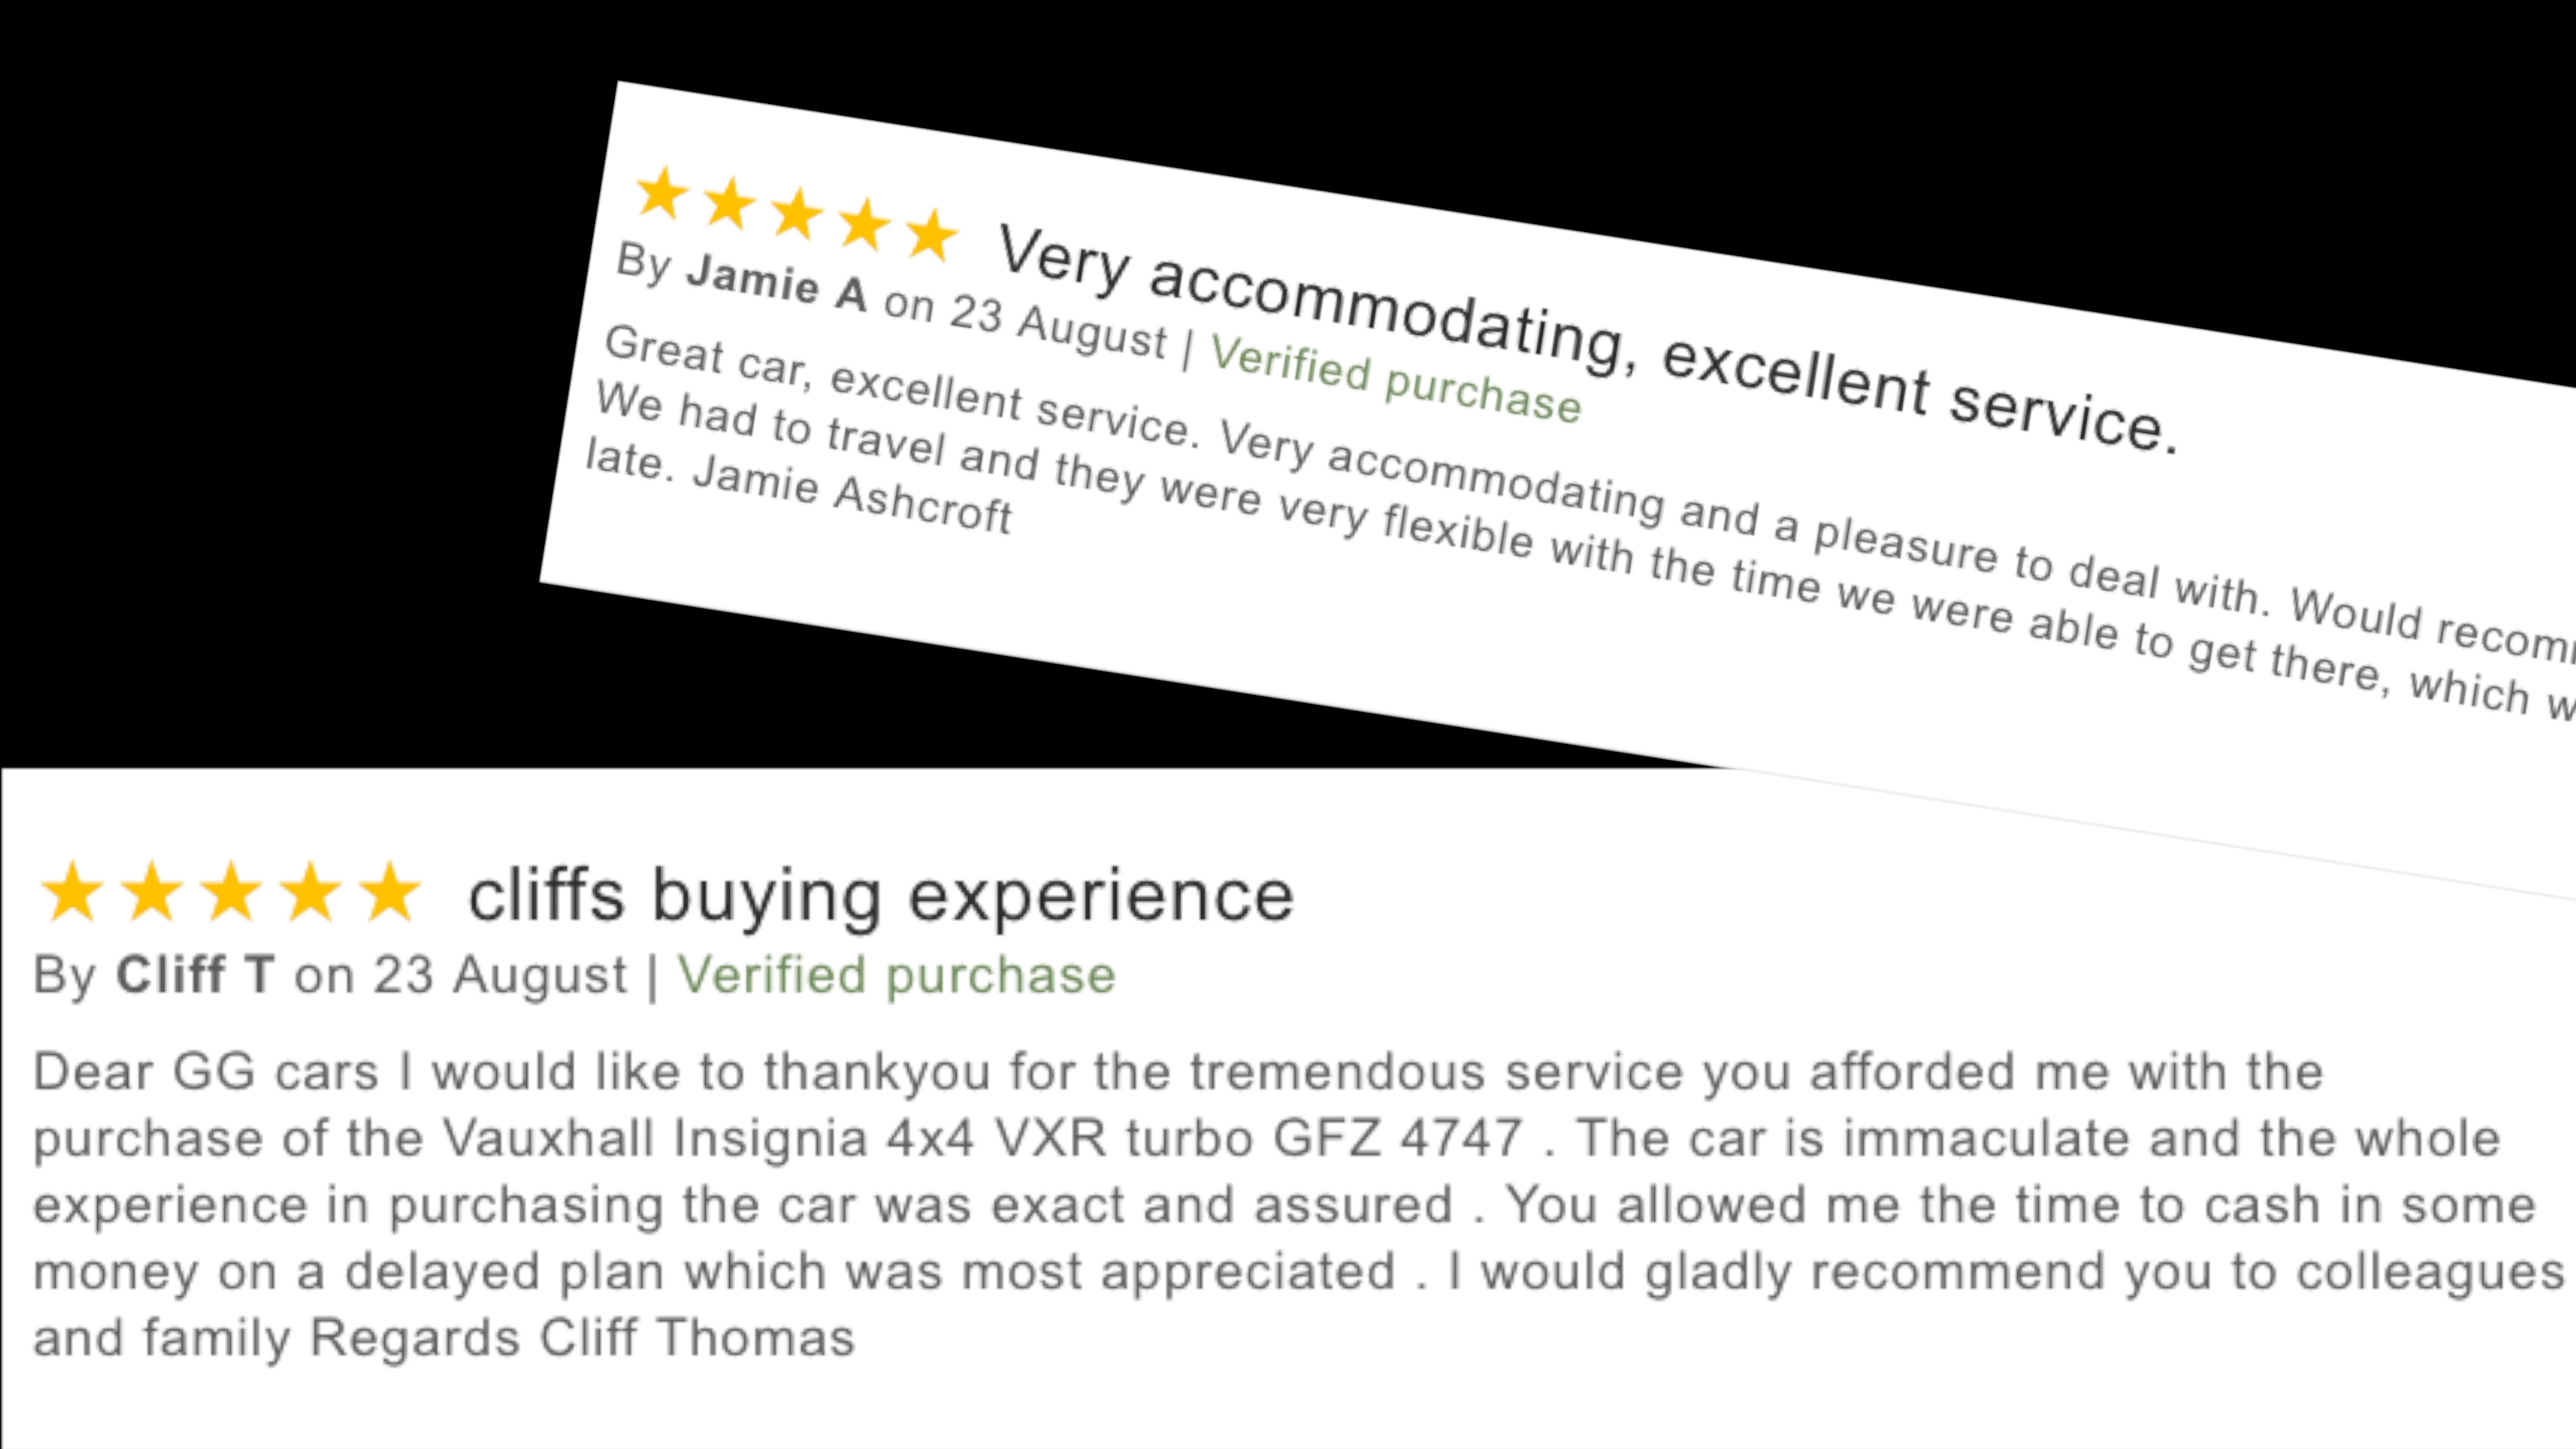 Very accommodating, excellent service.
By Jamie A on 23 August | Verified purchase
Great car, excellent service. Very accommodating and a pleasure to deal with. Would
We had to travel and they were very flexible with the time we were able to get there, which
late. Jamie Ashcroft
cliffs buying experience
By Cliff T on 23 August | Verified purchase
Dear GG cars I would like to thankyou for the tremendous service you afforded me with the
purchase of the Vauxhall Insignia 4x4 VXR turbo GFZ 4747 . The car is immaculate and the whole
experience in purchasing the car was exact and assured . You allowed me the time to cash in some
money on a delayed plan which was most appreciated . I would gladly recommend you to colleagues
and family Regards Cliff Thomas